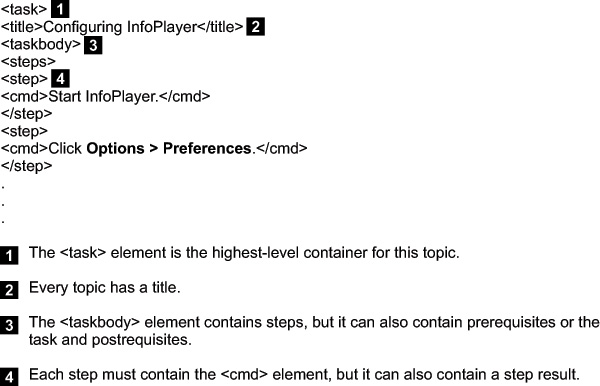 <task> 1
<title>Configuring InfoPlayer</title> 2
<taskbody> 3
<steps>
<step> 4
<cmd>Start InfoPlayer.</cmd>
</step>
<step>
<cmd>Click Options > Preferences.</cmd>
</step>
.
.
.
1 The <task> element is the highest-level container for this topic.
2 Every topic has a title.
3 The <taskbody> element contains steps, but it can also contain prerequisites or the
task and postrequisites.
4 Each step must contain the <cmd> element, but it can also contain a step result.